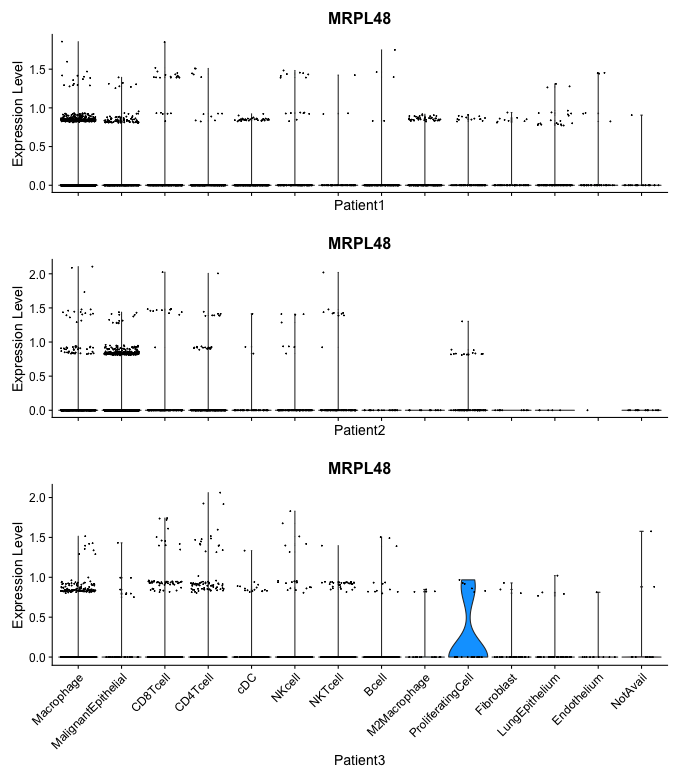 MRPL48
Expression Level
1.5
1.0
0.5
0.0
Patient1
MRPL48
Expression Level
2.0
1.5
1.0
0.5
0.0
Patient2
MRPL48
Expression Level
2.0
1.5
1.0
0.5
0.0
Macrophage
MalignantEpithelial
CD8Tcell
CD4Tcell
cDC
NKcell
NKTcell
Bcell
M2Macrophage
ProliferatingCell
Fibroblast
LungEpithelium
Endothelium
NotAvail
Patient3